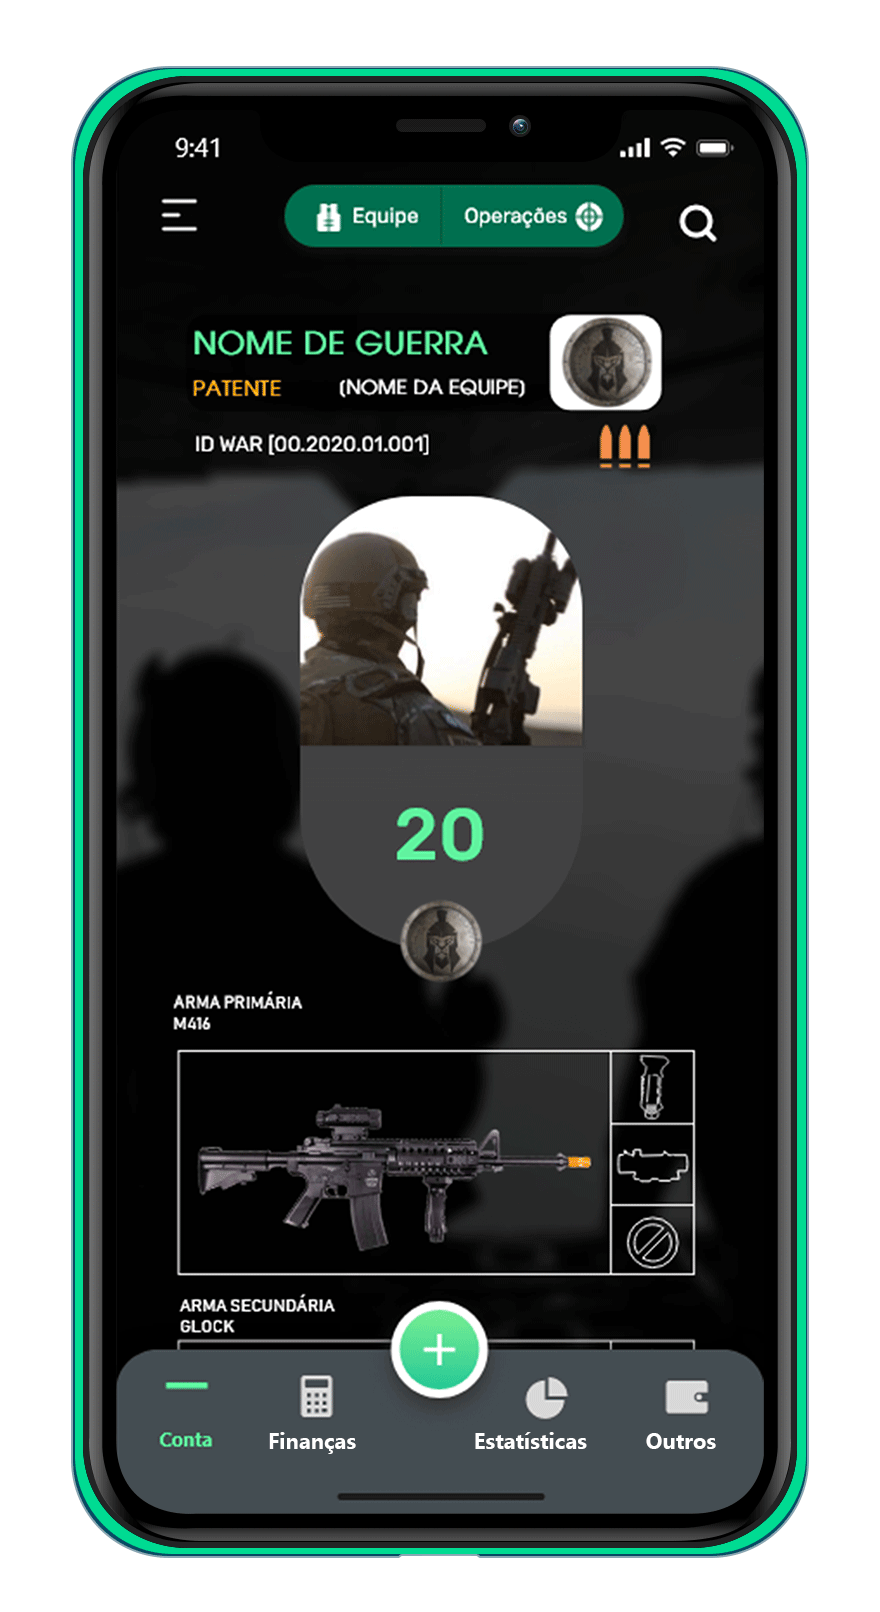 9:41
Equipe
Operações
NOME DE GUERRA
PATENTE (NOME DA EQUIPE)
ID WAR [00.2020.01.001]
20
ARMA PRIMÁRIA
M416
ARMA SECUNDÁRIA
GLOCK
Conta
Finanças
Estatísticas
Outros